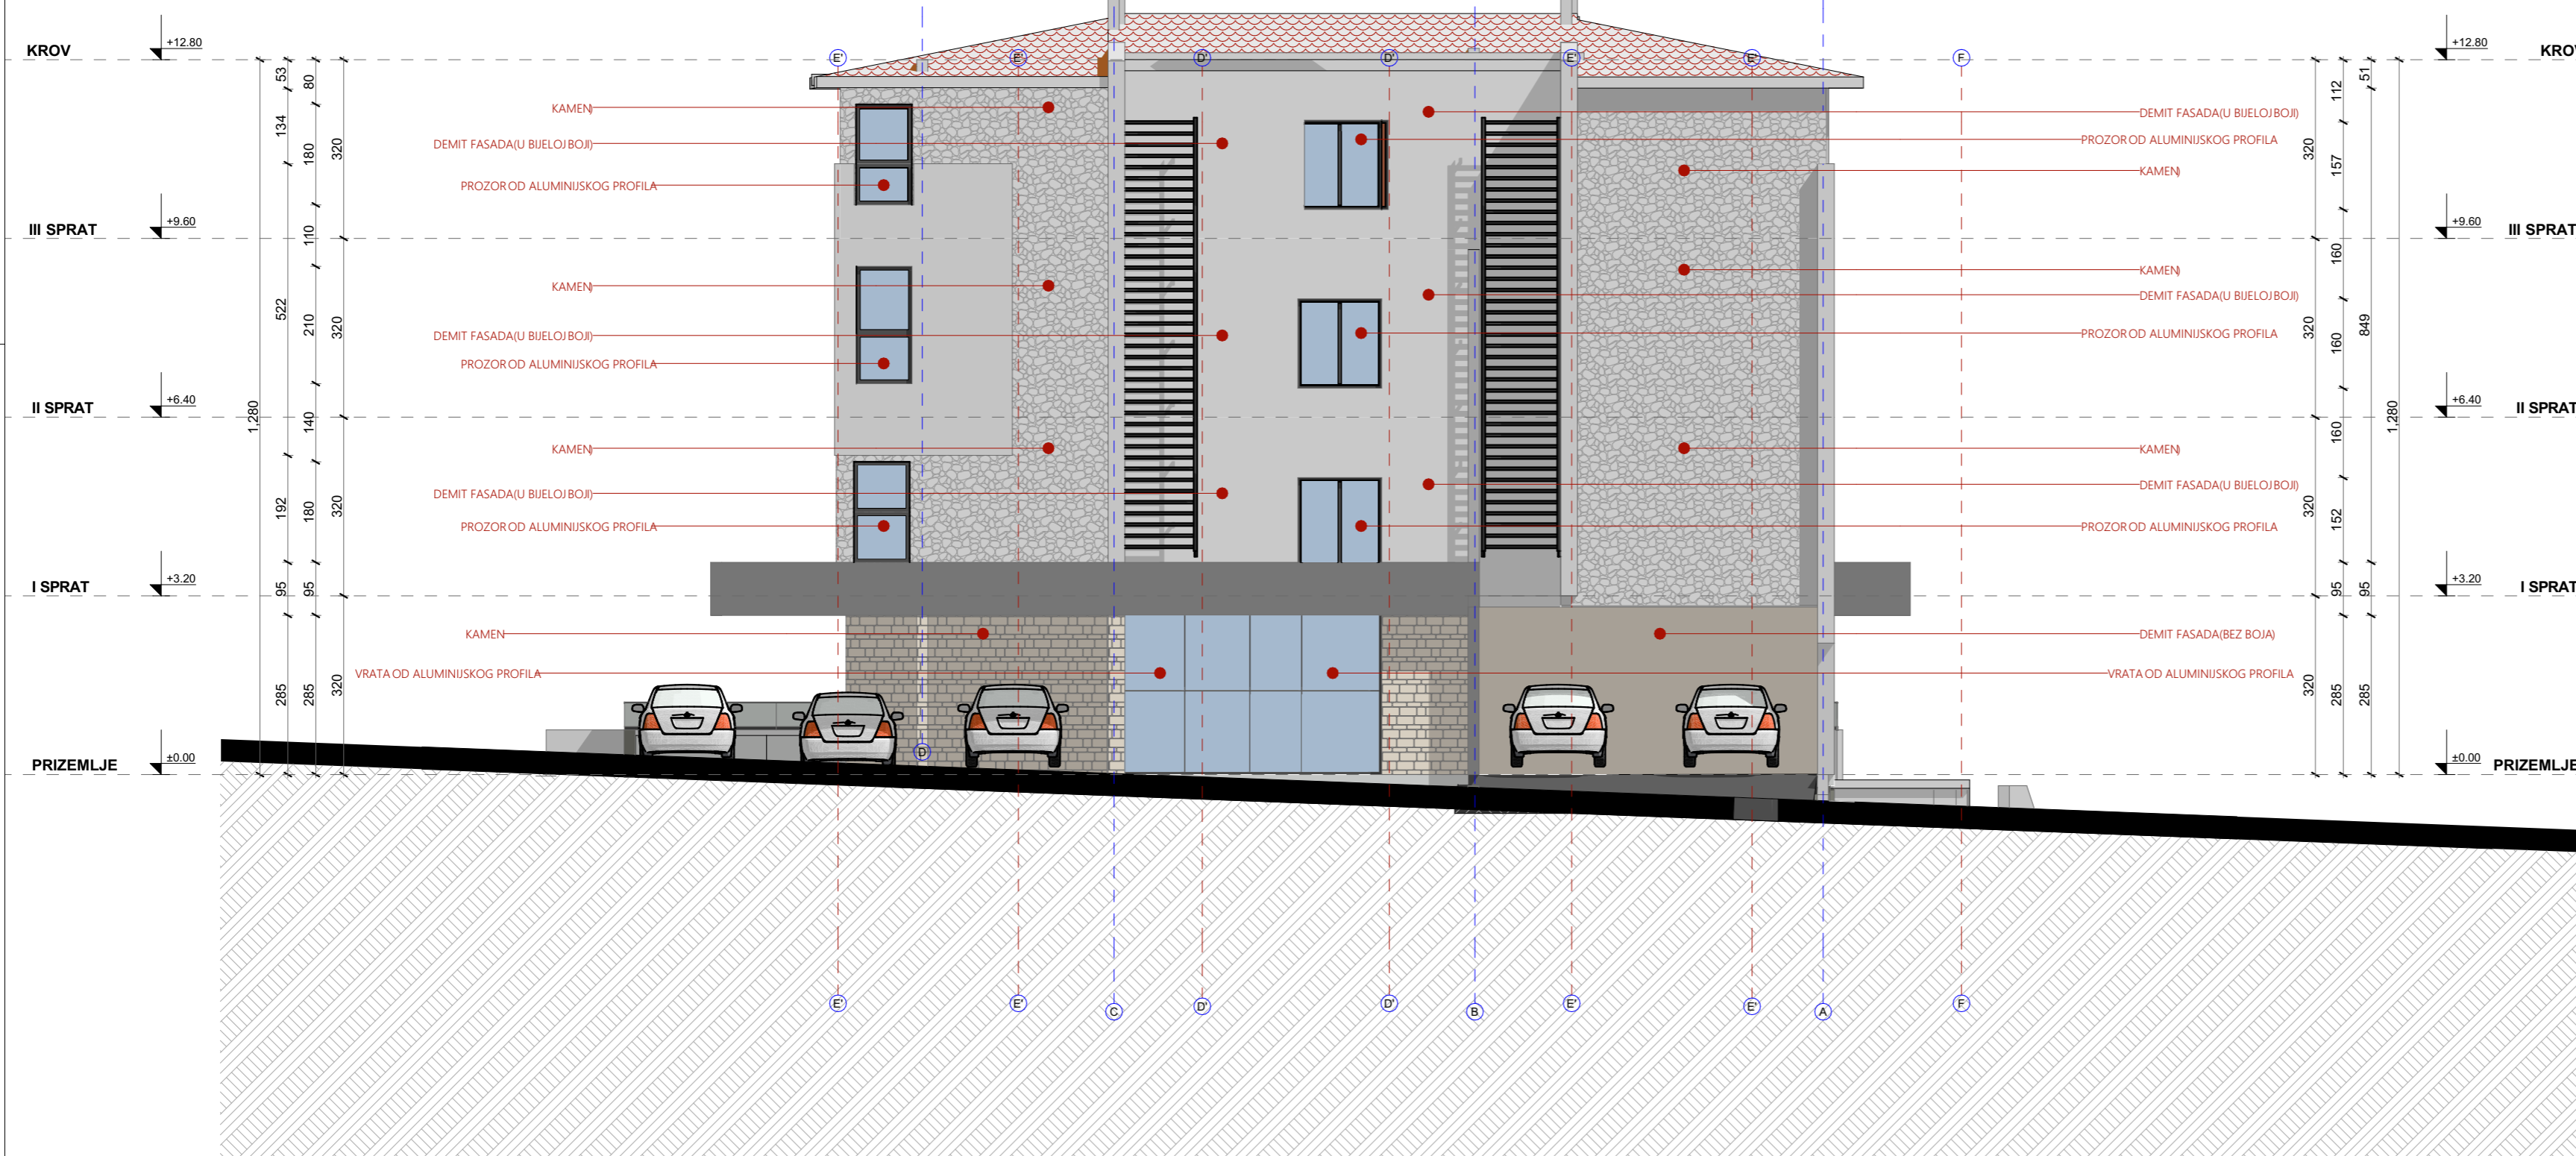 KROV +12.80 +12.80 KROV
E' E' D' D' E' E' F
53 80 112 51
KAMEN)
DEMIT FASADA(U BIJELOJ BOJI)
134 180 320
DEMIT FASADA(U BIJELOJ BOJI)
PROZOR OD ALUMINIJSKOG PROFILA
320 157
KAMEN)
PROZOR OD ALUMINIJSKOG PROFILA
III SPRAT +9.60 +9.60 III SPRAT
110 160
KAMEN)
KAMEN)
DEMIT FASADA(U BIJELOJ BOJI)
522 210 320
DEMIT FASADA(U BIJELOJ BOJI)
PROZOR OD ALUMINIJSKOG PROFILA
320 160 849
PROZOR OD ALUMINIJSKOG PROFILA
II SPRAT +6.40 +6.40 II SPRAT
1,280 140 160 1,280
KAMEN)
KAMEN)
DEMIT FASADA(U BIJELOJ BOJI)
DEMIT FASADA(U BIJELOJ BOJI)
192 180 320 320 152
PROZOR OD ALUMINIJSKOG PROFILA
PROZOR OD ALUMINIJSKOG PROFILA
I SPRAT +3.20 +3.20 I SPRAT
95 95 95 95
KAMEN
DEMIT FASADA(BEZ BOJA)
VRATA OD ALUMINIJSKOG PROFILA
VRATA OD ALUMINIJSKOG PROFILA
285 285 320 320 285 285
D
PRIZEMLJE ±0.00 ±0.00 PRIZEMLJE
E' E' C D' D' B E' E' A F